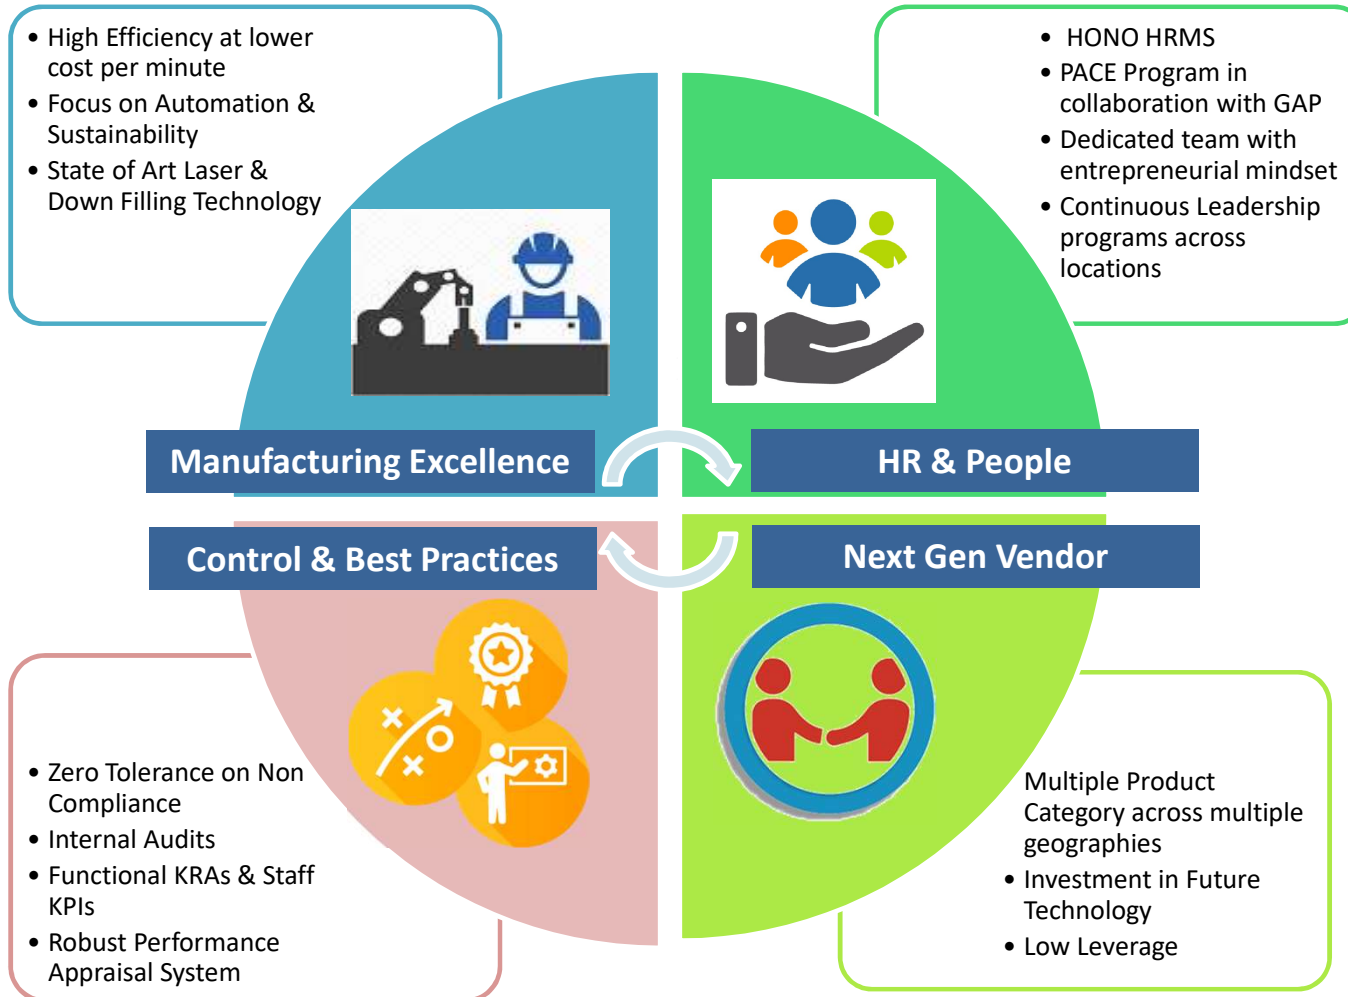 • High Efficiency at lower
cost per minute
• Focus on Automation &
Sustainability
• State of Art Laser &
Down Filling Technology
• HONO HRMS
• PACE Program in
collaboration with GAP
• Dedicated team with
entrepreneurial mindset
• Continuous Leadership
programs across
locations
Manufacturing Excellence
HR & People
Control & Best Practices
Next Gen Vendor
• Zero Tolerance on Non
Compliance
• Internal Audits
• Functional KRAs & Staff
KPIs
• Robust Performance
Appraisal System
Multiple Product
Category across multiple
geographies
• Investment in Future
Technology
• Low Leverage